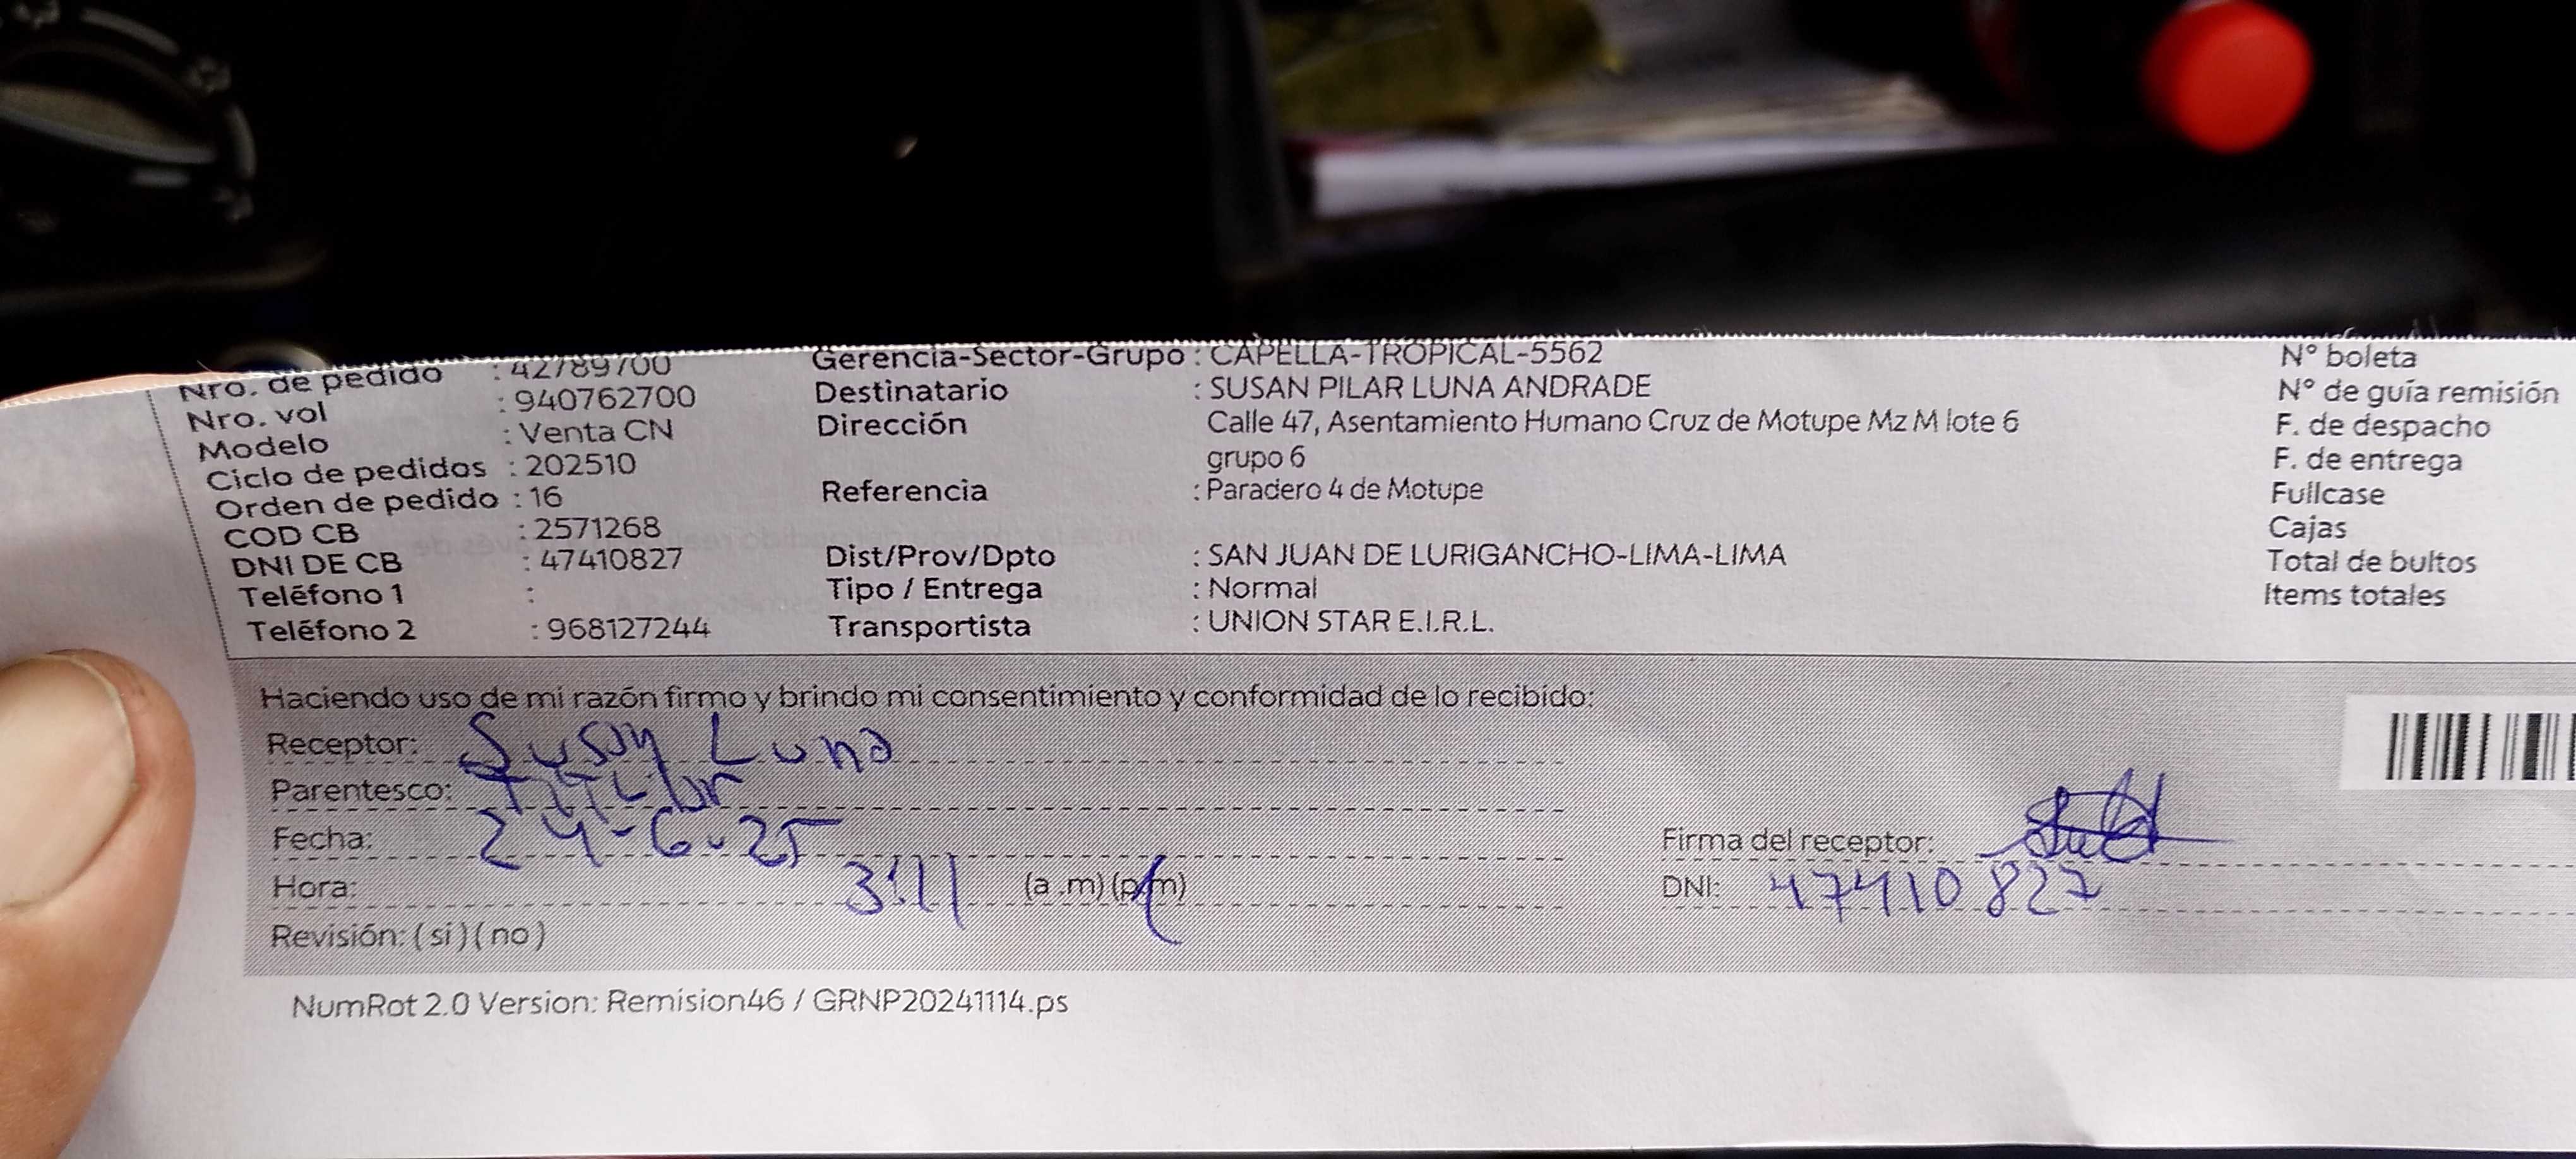 Nro. de pedido : 42789700
Nro. vol : 940762700
Modelo : Venta CN
Ciclo de pedidos : 202510
Orden de pedido : 16
COD CB : 2571268
DNI DE CB : 47410827
Teléfono 1 :
Teléfono 2 : 968127244
Gerencia-Sector-Grupo : CAPELLA-TROPICAL-5562
Destinatario : SUSAN PILAR LUNA ANDRADE
Dirección Calle 47, Asentamiento Humano Cruz de Motupe Mz M lote 6
grupo 6
Referencia : Paradero 4 de Motupe
Dist/Prov/Dpto : SAN JUAN DE LURIGANCHO-LIMA-LIMA
Tipo / Entrega : Normal
Transportista : UNION STAR E.I.R.L.
N° boleta
N° de guía remisión
F. de despacho
F. de entrega
Fullcase
Cajas
Total de bultos
Items totales
Haciendo uso de mi razón firmo y brindo mi consentimiento y conformidad de lo recibido:
Receptor: Susan Luna
Parentesco: Titular
Fecha: 24-6-25
Hora: 3:11 (a .m) (p.m)
Revisión: ( si ) ( no )
Firma del receptor:
DNI: 47410827
NumRot 2.0 Version: Remision46 / GRNP20241114.ps